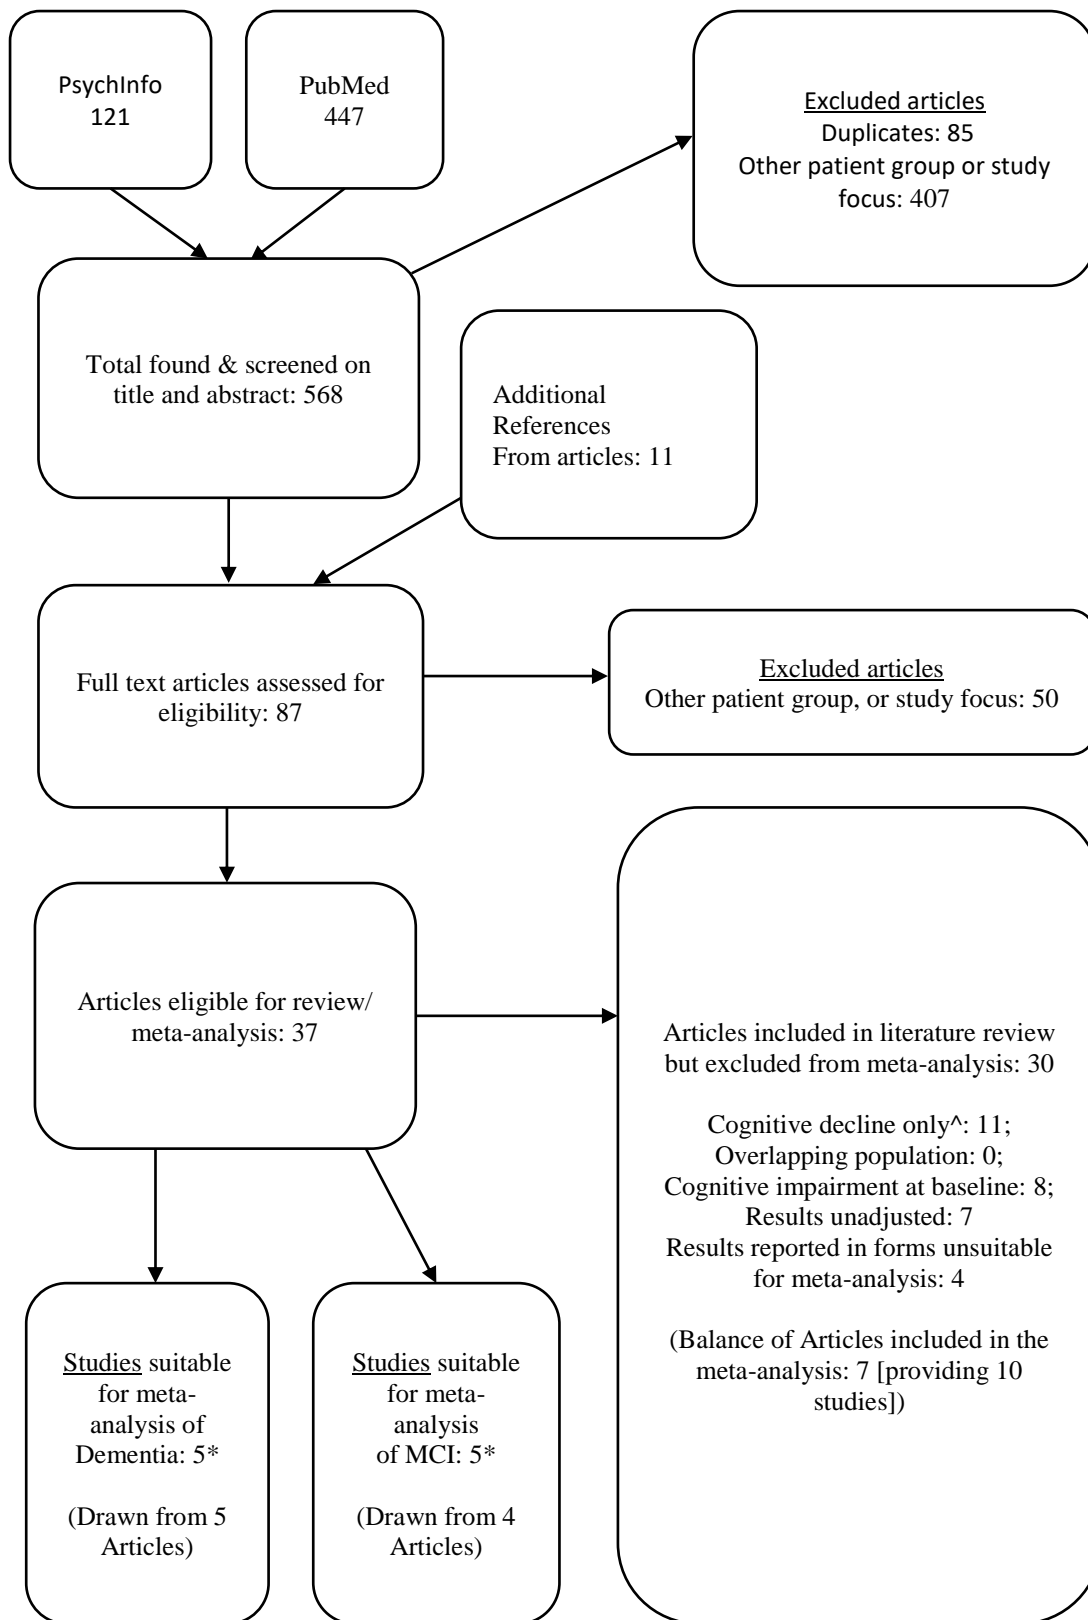 PsychInfo
121
PubMed
447
Excluded articles
Duplicates: 85
Other patient group or study
focus: 407
Total found & screened on
title and abstract: 568
Additional
References
From articles: 11
Full text articles assessed for
eligibility: 87
Excluded articles
Other patient group, or study focus: 50
Articles eligible for review/
meta-analysis: 37
Articles included in literature review
but excluded from meta-analysis: 30
Cognitive decline only^: 11;
Overlapping population: 0;
Cognitive impairment at baseline: 8;
Results unadjusted: 7
Results reported in forms unsuitable
for meta-analysis: 4
(Balance of Articles included in the
meta-analysis: 7 [providing 10
studies])
Studies suitable
for meta-
analysis of
Dementia: 5*
(Drawn from 5
Articles)
Studies suitable
for meta-
analysis
of MCI: 5*
(Drawn from 4
Articles)